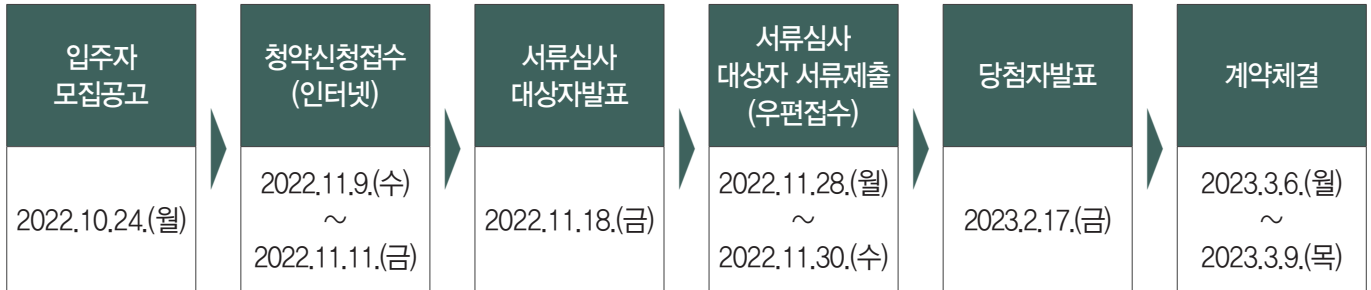 입주자
모집공고
2022.10.24.(월)
청약신청접수
(인터넷)
2022.11.9.(수)
~
2022.11.11.(금)
서류심사
대상자발표
2022.11.18.(금)
서류심사
대상자 서류제출
(우편접수)
2022.11.28.(월)
~
2022.11.30.(수)
당첨자발표
2023.2.17.(금)
계약체결
2023.3.6.(월)
~
2023.3.9.(목)